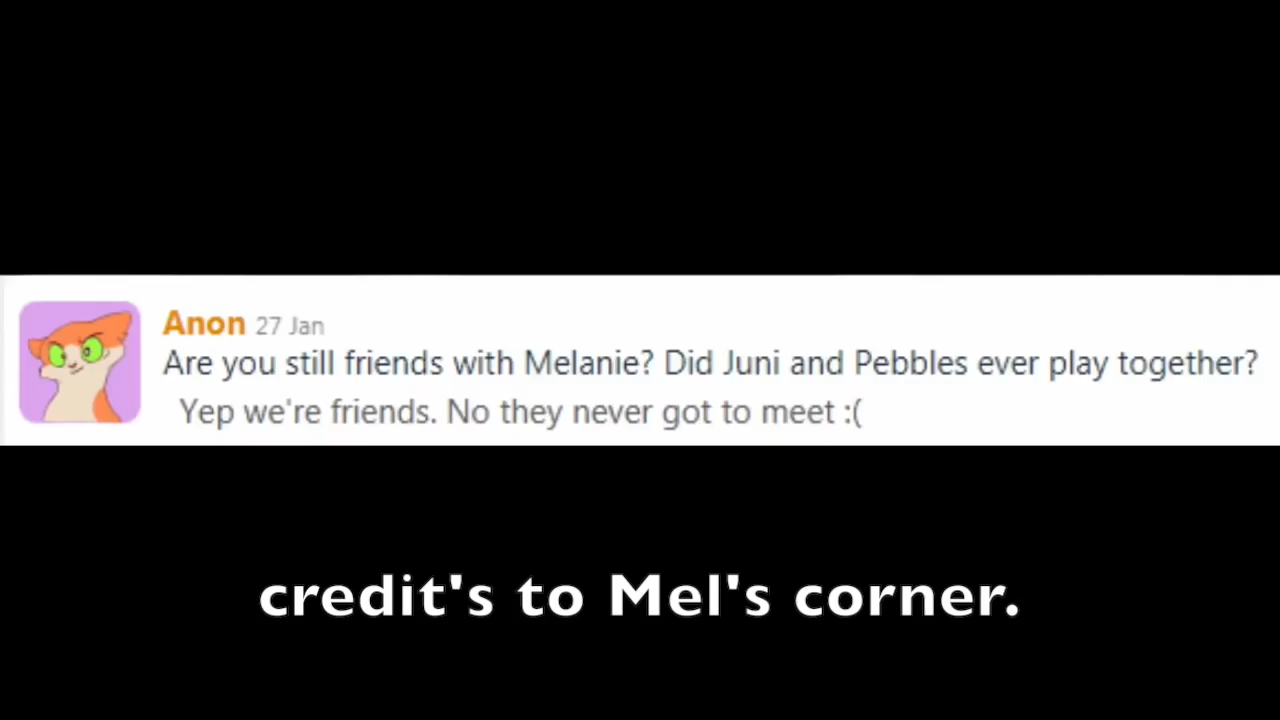 Anon 27 Jan
Are you still friends with Melanie? Did Juni and Pebbles ever play together?
Yep we're friends. No they never got to meet :(
credit's to Mel's corner.